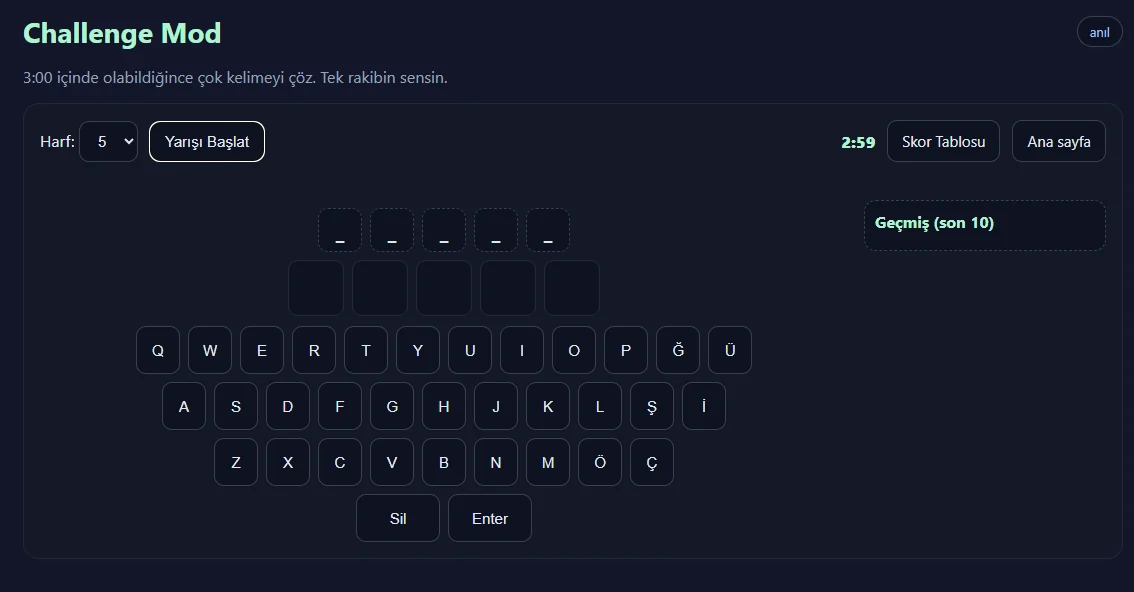 Challenge Mod
anıl
3:00 içinde olabildiğince çok kelimeyi çöz. Tek rakibin sensin.
Harf: 5 Yarışı Başlat 2:59 Skor Tablosu Ana sayfa
_ _ _ _ _
Geçmiş (son 10)
Q W E R T Y U I O P Ğ Ü
A S D F G H J K L Ş İ
Z X C V B N M Ö Ç
Sil Enter